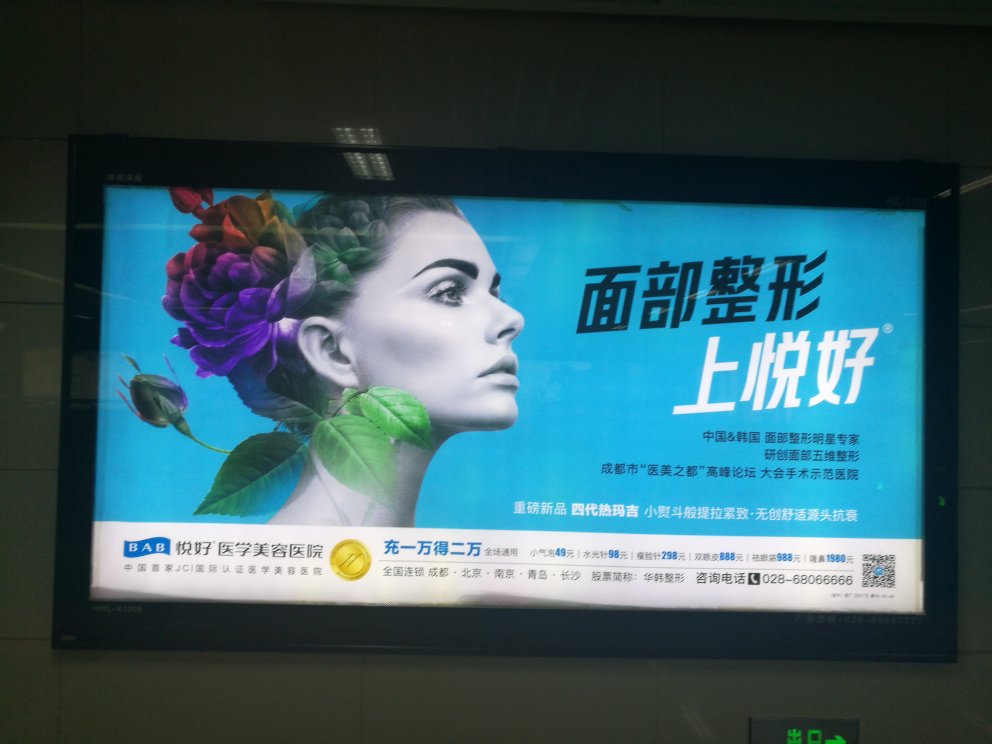 面部整形
上悦好®
中国&韩国 面部整形明星专家
研创面部五维整形
成都市“医美之都”高峰论坛 大会手术示范医院
重磅新品 四代热玛吉 小熨斗般提拉紧致·无创舒适源头抗衰
BAB 悦好® 医学美容医院
中国首家JCI国际认证医学美容医院
充一万得二万 全场通用 小气泡49元 | 水光针98元 | 瘦脸针298元 | 双眼皮888元 | 祛眼袋988元 | 隆鼻1980元
全国连锁 成都·北京·南京·青岛·长沙 股票简称：华韩整形 咨询电话 028-68066666
HWL-X1206
出口